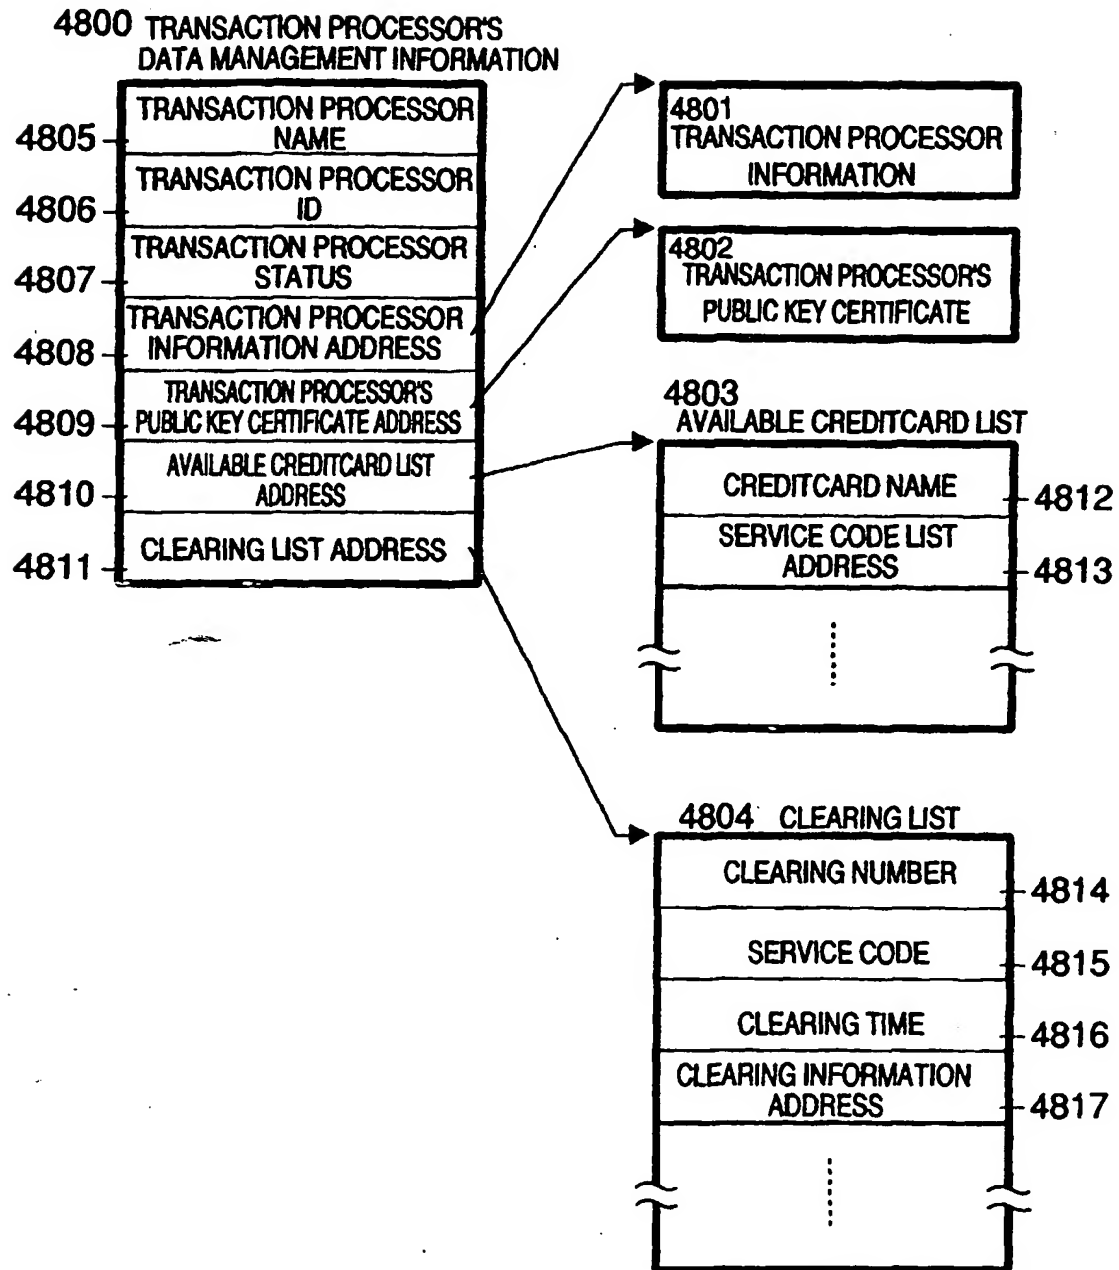 4800 TRANSACTION PROCESSOR'S
DATA MANAGEMENT INFORMATION
4805
TRANSACTION PROCESSOR
NAME
4806
TRANSACTION PROCESSOR
ID
4807
TRANSACTION PROCESSOR
STATUS
4808
TRANSACTION PROCESSOR
INFORMATION ADDRESS
4809
TRANSACTION PROCESSOR'S
PUBLIC KEY CERTIFICATE ADDRESS
4810
AVAILABLE CREDITCARD LIST
ADDRESS
4811
CLEARING LIST ADDRESS
4801
TRANSACTION PROCESSOR
INFORMATION
4802
TRANSACTION PROCESSOR'S
PUBLIC KEY CERTIFICATE
4803
AVAILABLE CREDITCARD LIST
CREDITCARD NAME
4812
SERVICE CODE LIST
ADDRESS
4813
4804 CLEARING LIST
CLEARING NUMBER
4814
SERVICE CODE
4815
CLEARING TIME
4816
CLEARING INFORMATION
ADDRESS
4817